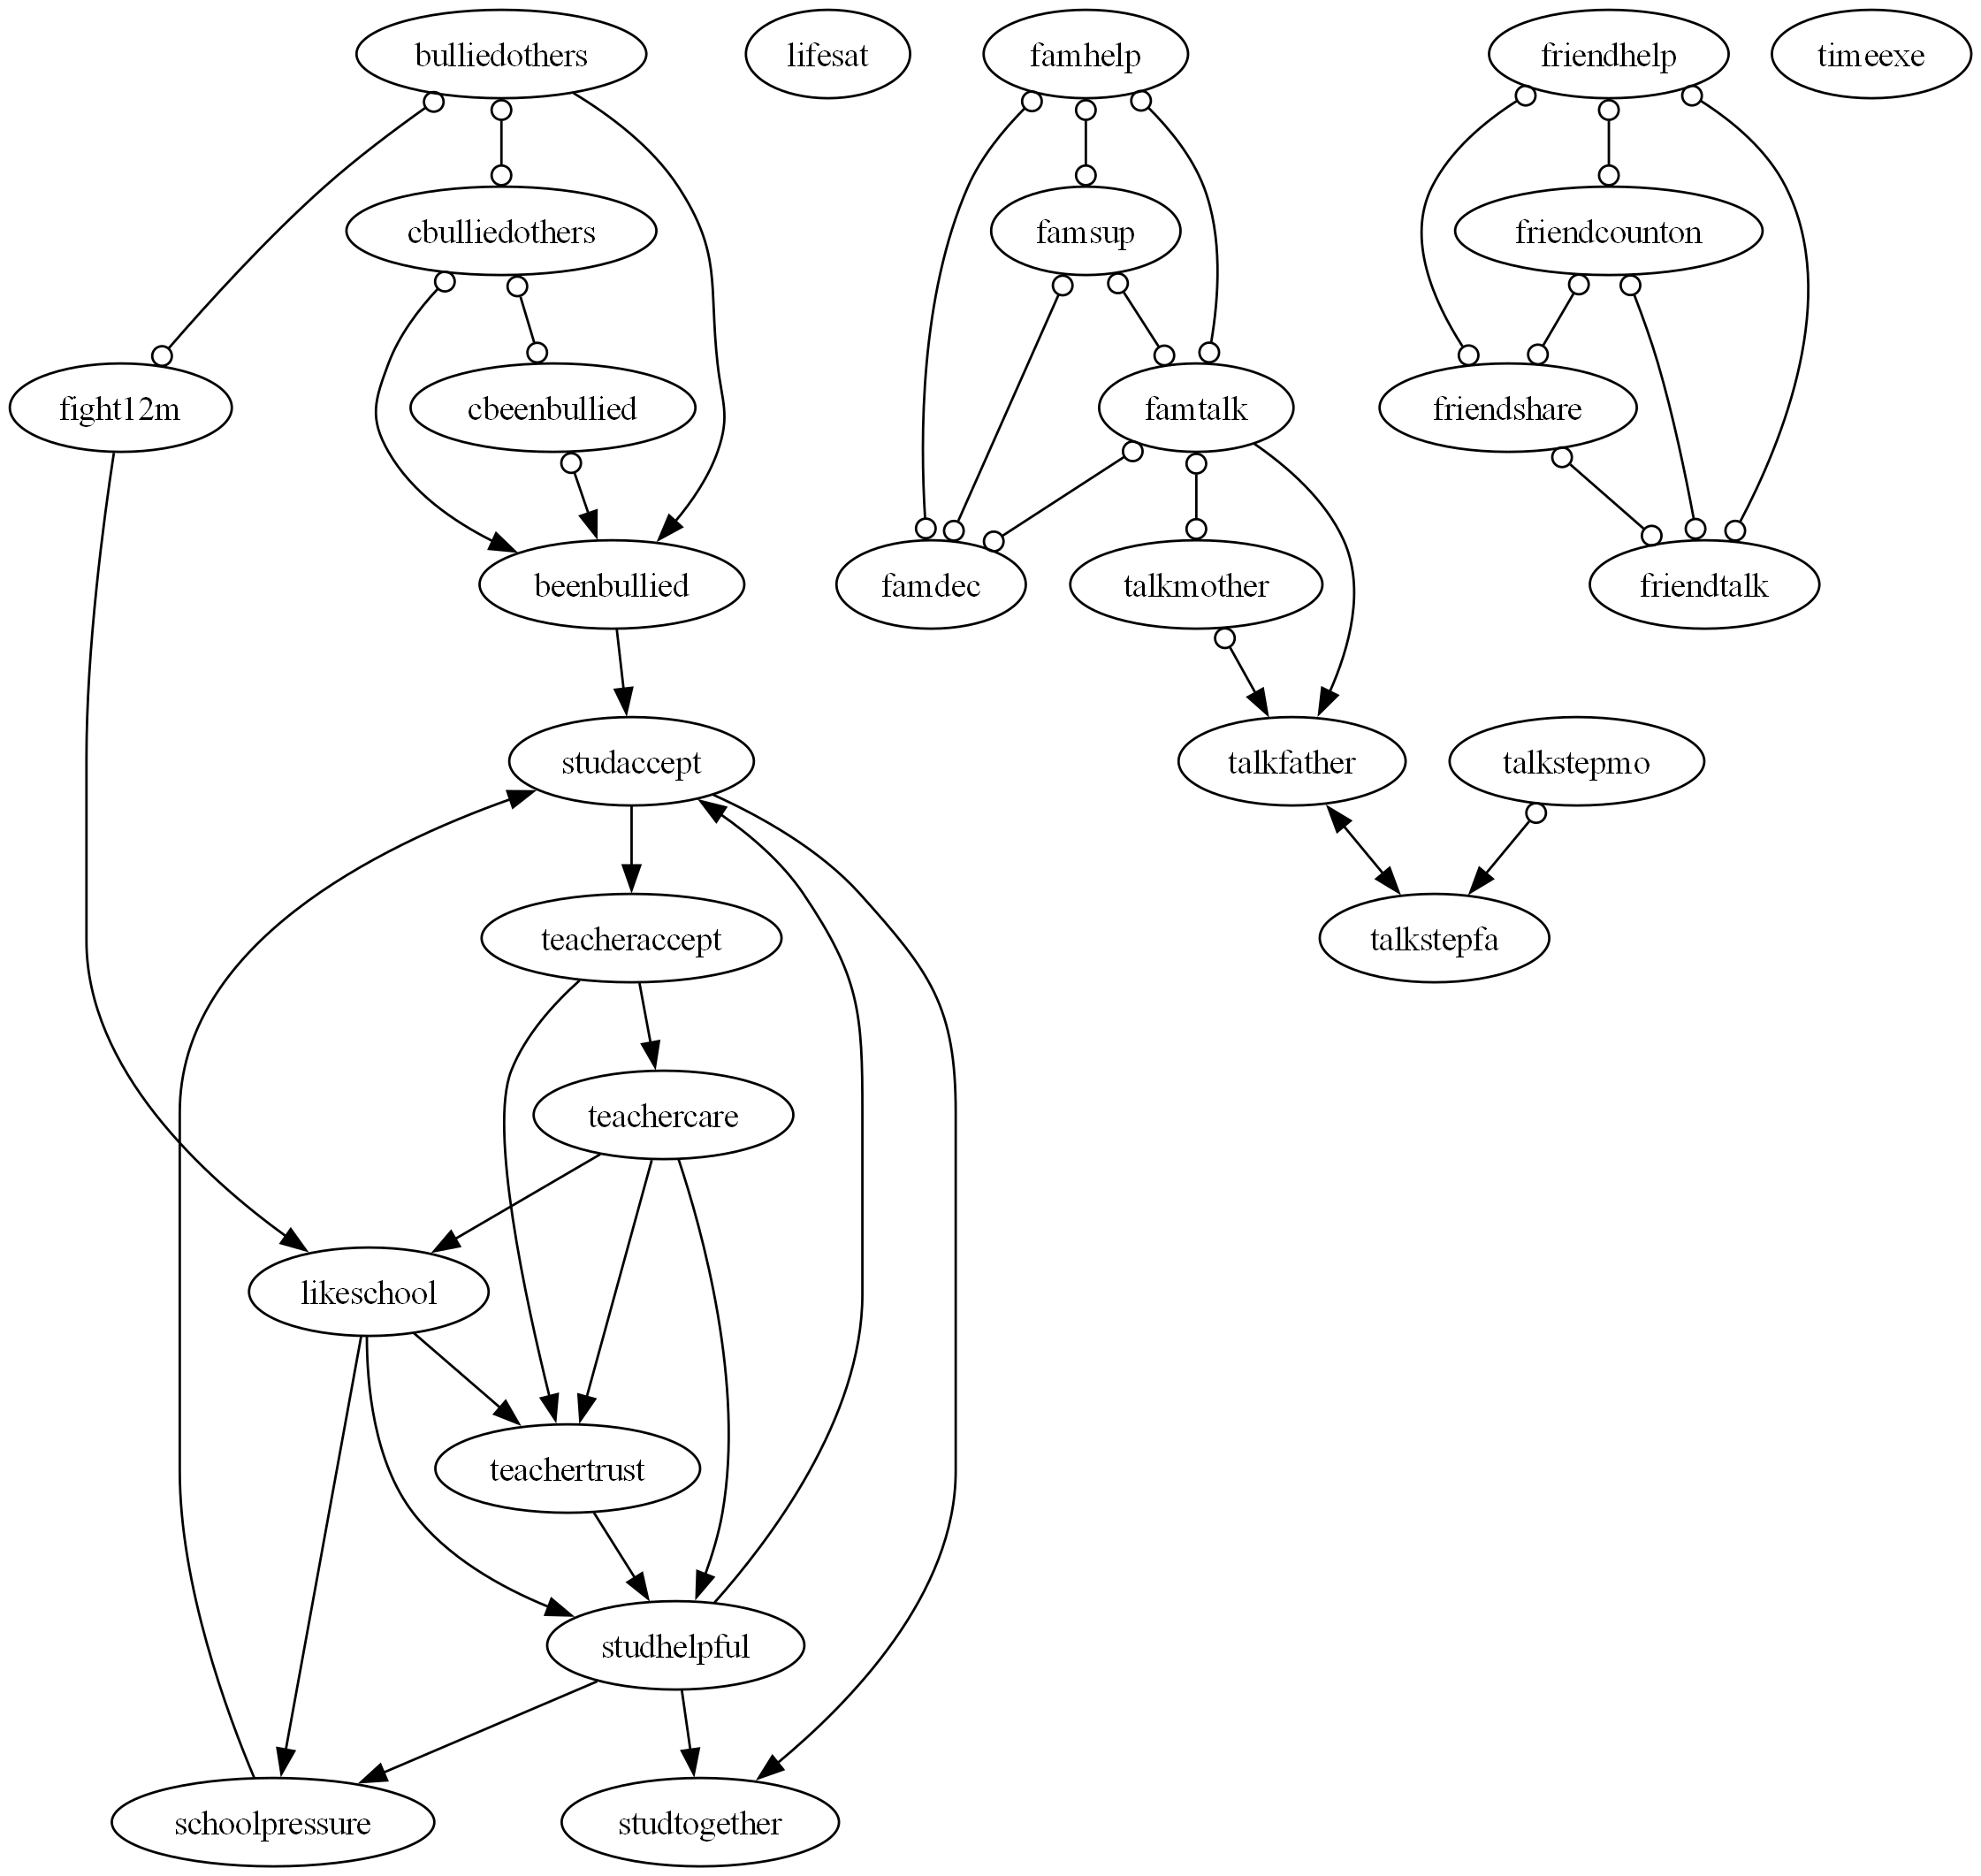 bulliedothers
lifesat
famhelp
friendhelp
timeexe
cbulliedothers
famsup
friendcounton
fight12m
cbeenbullied
famtalk
friendshare
beenbullied
famdec
talkmother
friendtalk
studaccept
talkfather
talkstepmo
teacheraccept
talkstepfa
teachercare
likeschool
teachertrust
studhelpful
schoolpressure
studtogether